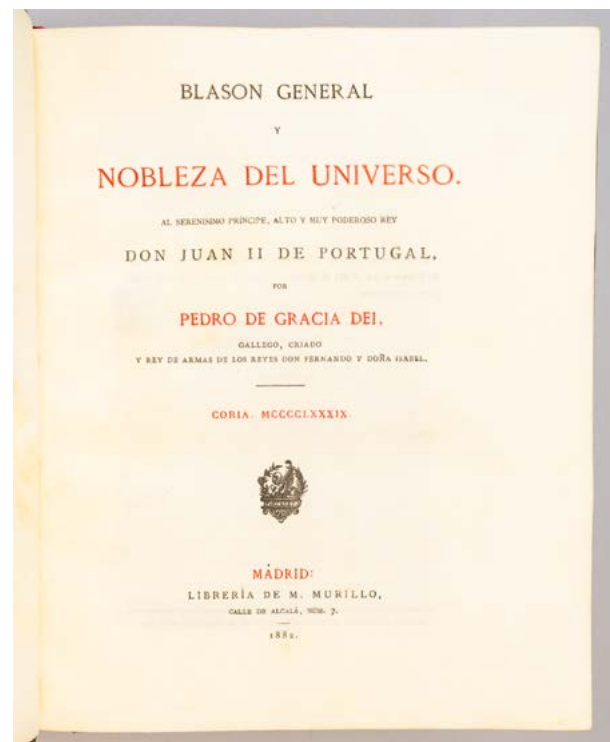 BLASON GENERAL
Y
NOBLEZA DEL UNIVERSO.
AL SERENISIMO PRÍNCIPE, ALTO Y MUY PODEROSO REY
DON JUAN II DE PORTUGAL,
POR
PEDRO DE GRACIA DEI,
GALLEGO, CRIADO
Y REY DE ARMAS DE LOS REYES DON FERNANDO Y DOÑA ISABEL.
CORIA. MCCCCLXXXIX
MADRID:
LIBRERÍA DE M. MURILLO,
CALLE DE ALCALÁ, NÚM. 7.
1882.